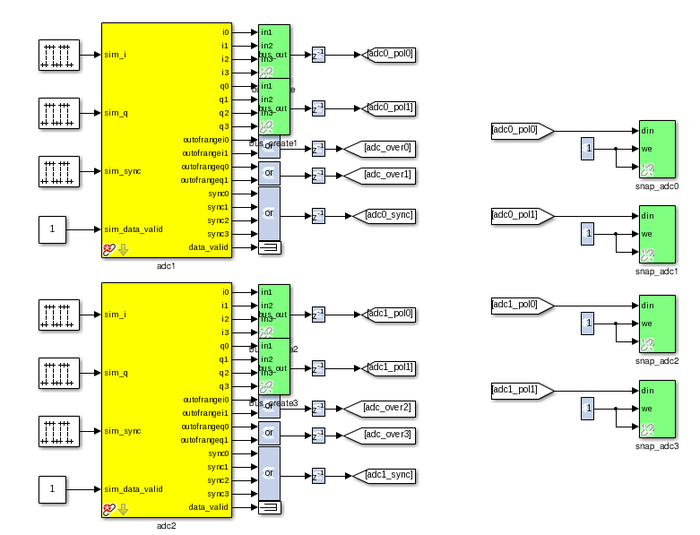 sim_i
sim_q
sim_sync
1
sim_data_valid
i0
i1
i2
i3
q0
q1
q2
q3
outofrangei0
outofrangei1
outofrangeq0
outofrangeq1
sync0
sync1
sync2
sync3
data_valid
adc1
in1
in2
in3
bus_out
in1
in2
in3
bus_out
bus_create1
or
or
or
z-1
z-1
z-1
z-1
z-1
[adc0_pol0]
[adc0_pol1]
[adc_over0]
[adc_over1]
[adc0_sync]
sim_i
sim_q
sim_sync
1
sim_data_valid
i0
i1
i2
i3
q0
q1
q2
q3
outofrangei0
outofrangei1
outofrangeq0
outofrangeq1
sync0
sync1
sync2
sync3
data_valid
adc2
in1
in2
in3
bus_out
in1
in2
in3
bus_out
bus_create3
or
or
or
z-1
z-1
z-1
z-1
z-1
[adc1_pol0]
[adc1_pol1]
[adc_over2]
[adc_over3]
[adc1_sync]
[adc0_pol0]
1
din
we
snap_adc0
[adc0_pol1]
1
din
we
snap_adc1
[adc1_pol0]
1
din
we
snap_adc2
[adc1_pol1]
1
din
we
snap_adc3